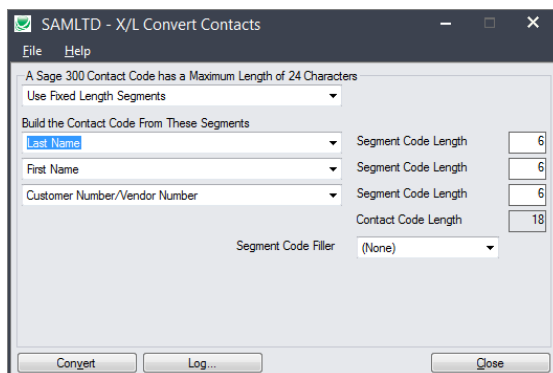 SAMLTD - X/L Convert Contacts
File Help
A Sage 300 Contact Code has a Maximum Length of 24 Characters
Use Fixed Length Segments
Build the Contact Code From These Segments
Last Name Segment Code Length 6
First Name Segment Code Length 6
Customer Number/Vendor Number Segment Code Length 6
Contact Code Length 18
Segment Code Filler (None)
Convert Log... Close